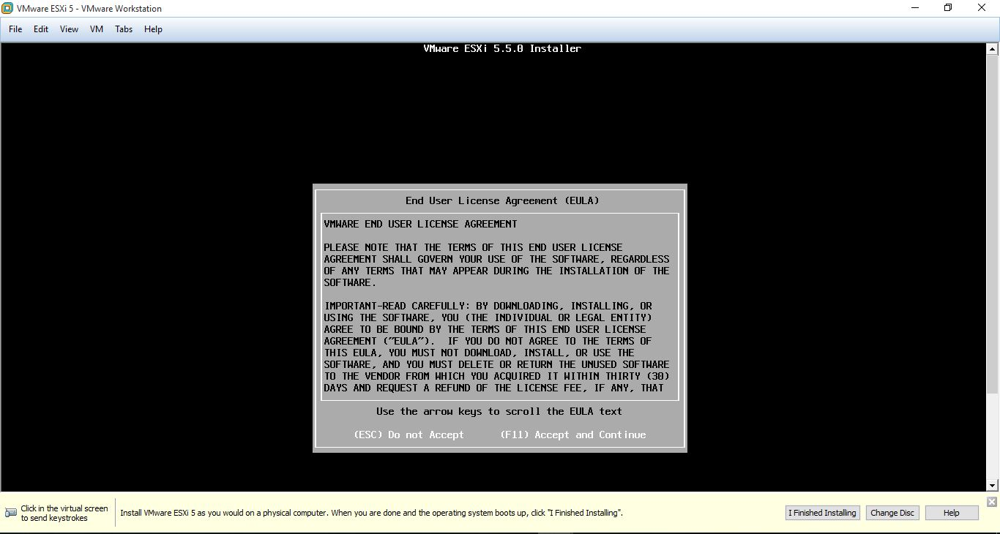 VMware ESXi 5 - VMware Workstation
File Edit View VM Tabs Help
VMware ESXi 5.5.0 Installer
End User License Agreement (EULA)
VMWARE END USER LICENSE AGREEMENT
PLEASE NOTE THAT THE TERMS OF THIS END USER LICENSE
AGREEMENT SHALL GOVERN YOUR USE OF THE SOFTWARE, REGARDLESS
OF ANY TERMS THAT MAY APPEAR DURING THE INSTALLATION OF THE
SOFTWARE.
IMPORTANT-READ CAREFULLY: BY DOWNLOADING, INSTALLING, OR
USING THE SOFTWARE, YOU (THE INDIVIDUAL OR LEGAL ENTITY)
AGREE TO BE BOUND BY THE TERMS OF THIS END USER LICENSE
AGREEMENT ("EULA"). IF YOU DO NOT AGREE TO THE TERMS OF
THIS EULA, YOU MUST NOT DOWNLOAD, INSTALL, OR USE THE
SOFTWARE, AND YOU MUST DELETE OR RETURN THE UNUSED SOFTWARE
TO THE VENDOR FROM WHICH YOU ACQUIRED IT WITHIN THIRTY (30)
DAYS AND REQUEST A REFUND OF THE LICENSE FEE, IF ANY, THAT
Use the arrow keys to scroll the EULA text
(ESC) Do not Accept (F11) Accept and Continue
Click in the virtual screen
to send keystrokes
Install VMware ESXi 5 as you would on a physical computer. When you are done and the operating system boots up, click "I Finished Installing".
I Finished Installing Change Disc Help